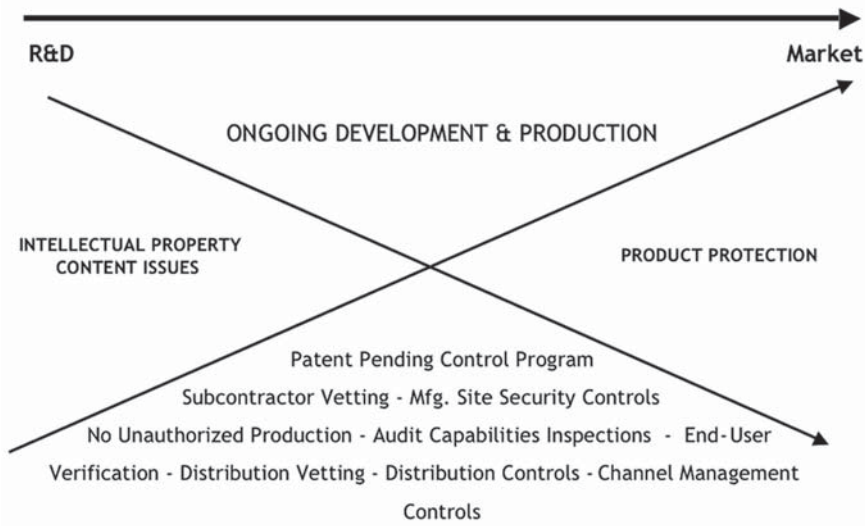 R&D
Market
ONGOING DEVELOPMENT & PRODUCTION
INTELLECTUAL PROPERTY
CONTENT ISSUES
PRODUCT PROTECTION
Patent Pending Control Program
Subcontractor Vetting - Mfg. Site Security Controls
No Unauthorized Production - Audit Capabilities Inspections - End-User
Verification - Distribution Vetting - Distribution Controls - Channel Management
Controls